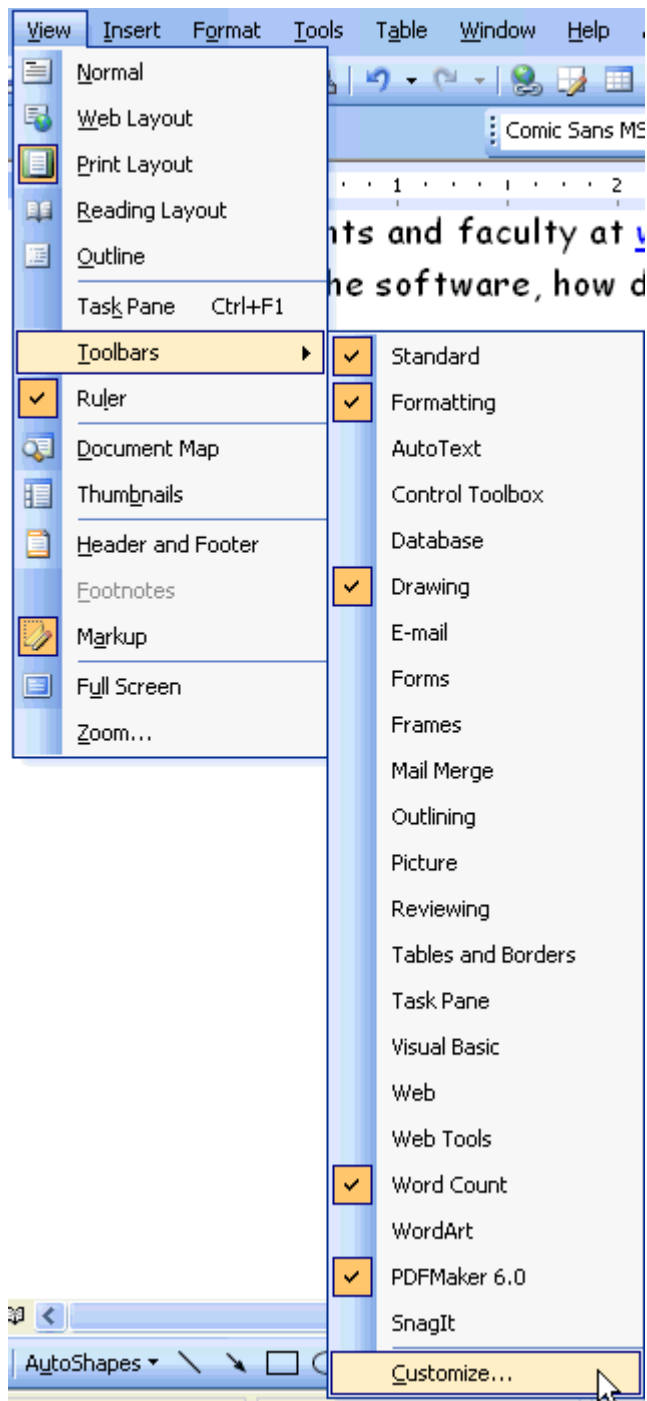 View Insert Format Tools Table Window Help
Normal
Web Layout
Print Layout
Reading Layout
Outline
Task Pane Ctrl+F1
Toolbars
Ruler
Document Map
Thumbnails
Header and Footer
Footnotes
Markup
Full Screen
Zoom...
Comic Sans MS
1 2
nts and faculty at
he software, how d
Standard
Formatting
AutoText
Control Toolbox
Database
Drawing
E-mail
Forms
Frames
Mail Merge
Outlining
Picture
Reviewing
Tables and Borders
Task Pane
Visual Basic
Web
Web Tools
Word Count
WordArt
PDFMaker 6.0
SnagIt
Customize...
AutoShapes